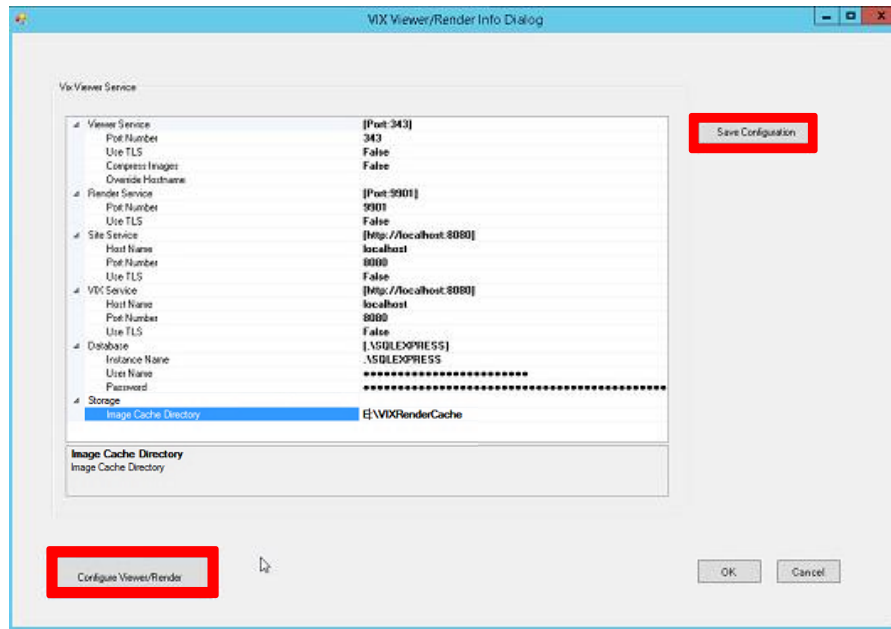 VIX Viewer/Render Info Dialog
Vix Viewer Service
Viewer Service [Port:343]
Port Number 343
Use TLS False
Compress Images False
Override Hostname
Render Service [Port:9901]
Port Number 9901
Use TLS False
Site Service [http://localhost:8080]
Host Name localhost
Port Number 8080
Use TLS False
VIX Service [http://localhost:8080]
Host Name localhost
Port Number 8080
Use TLS False
Database [.\SQLEXPRESS]
Instance Name .\SQLEXPRESS
User Name
Password
Storage
Image Cache Directory E:\VIXRenderCache
Image Cache Directory
Image Cache Directory
Save Configuration
Configure Viewer/Render
OK Cancel